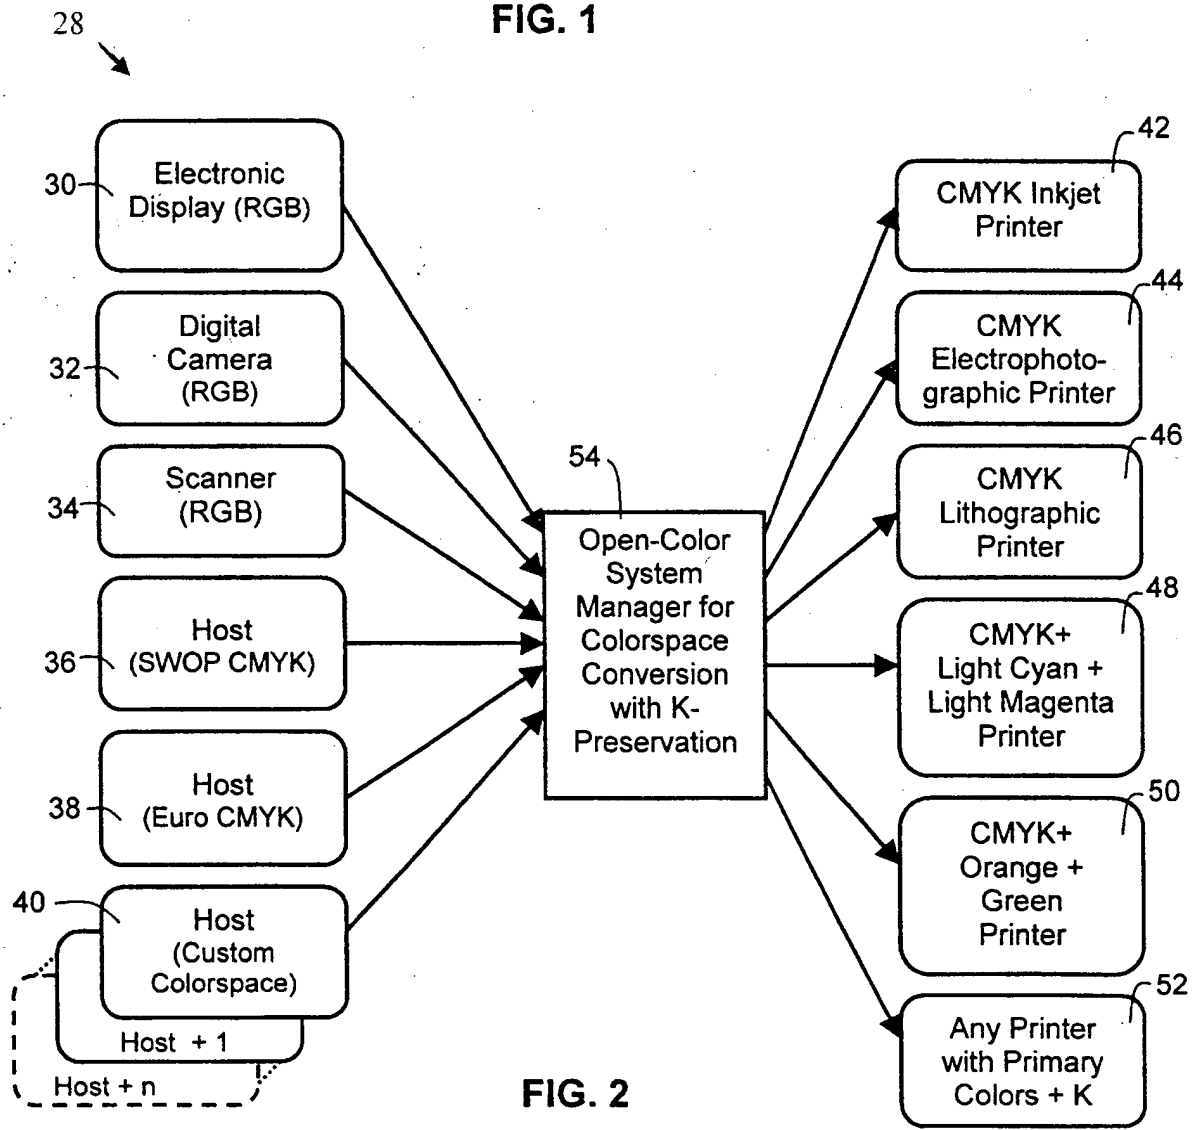 FIG. 1
28
30
Electronic
Display (RGB)
32
Digital
Camera
(RGB)
34
Scanner
(RGB)
36
Host
(SWOP CMYK)
38
Host
(Euro CMYK)
40
Host
(Custom
Colorspace)
Host + 1
Host + n
54
Open-Color
System
Manager for
Colorspace
Conversion
with K-
Preservation
42
CMYK Inkjet
Printer
44
CMYK
Electrophoto-
graphic Printer
46
CMYK
Lithographic
Printer
48
CMYK+
Light Cyan +
Light Magenta
Printer
50
CMYK+
Orange +
Green
Printer
52
Any Printer
with Primary
Colors + K
FIG. 2